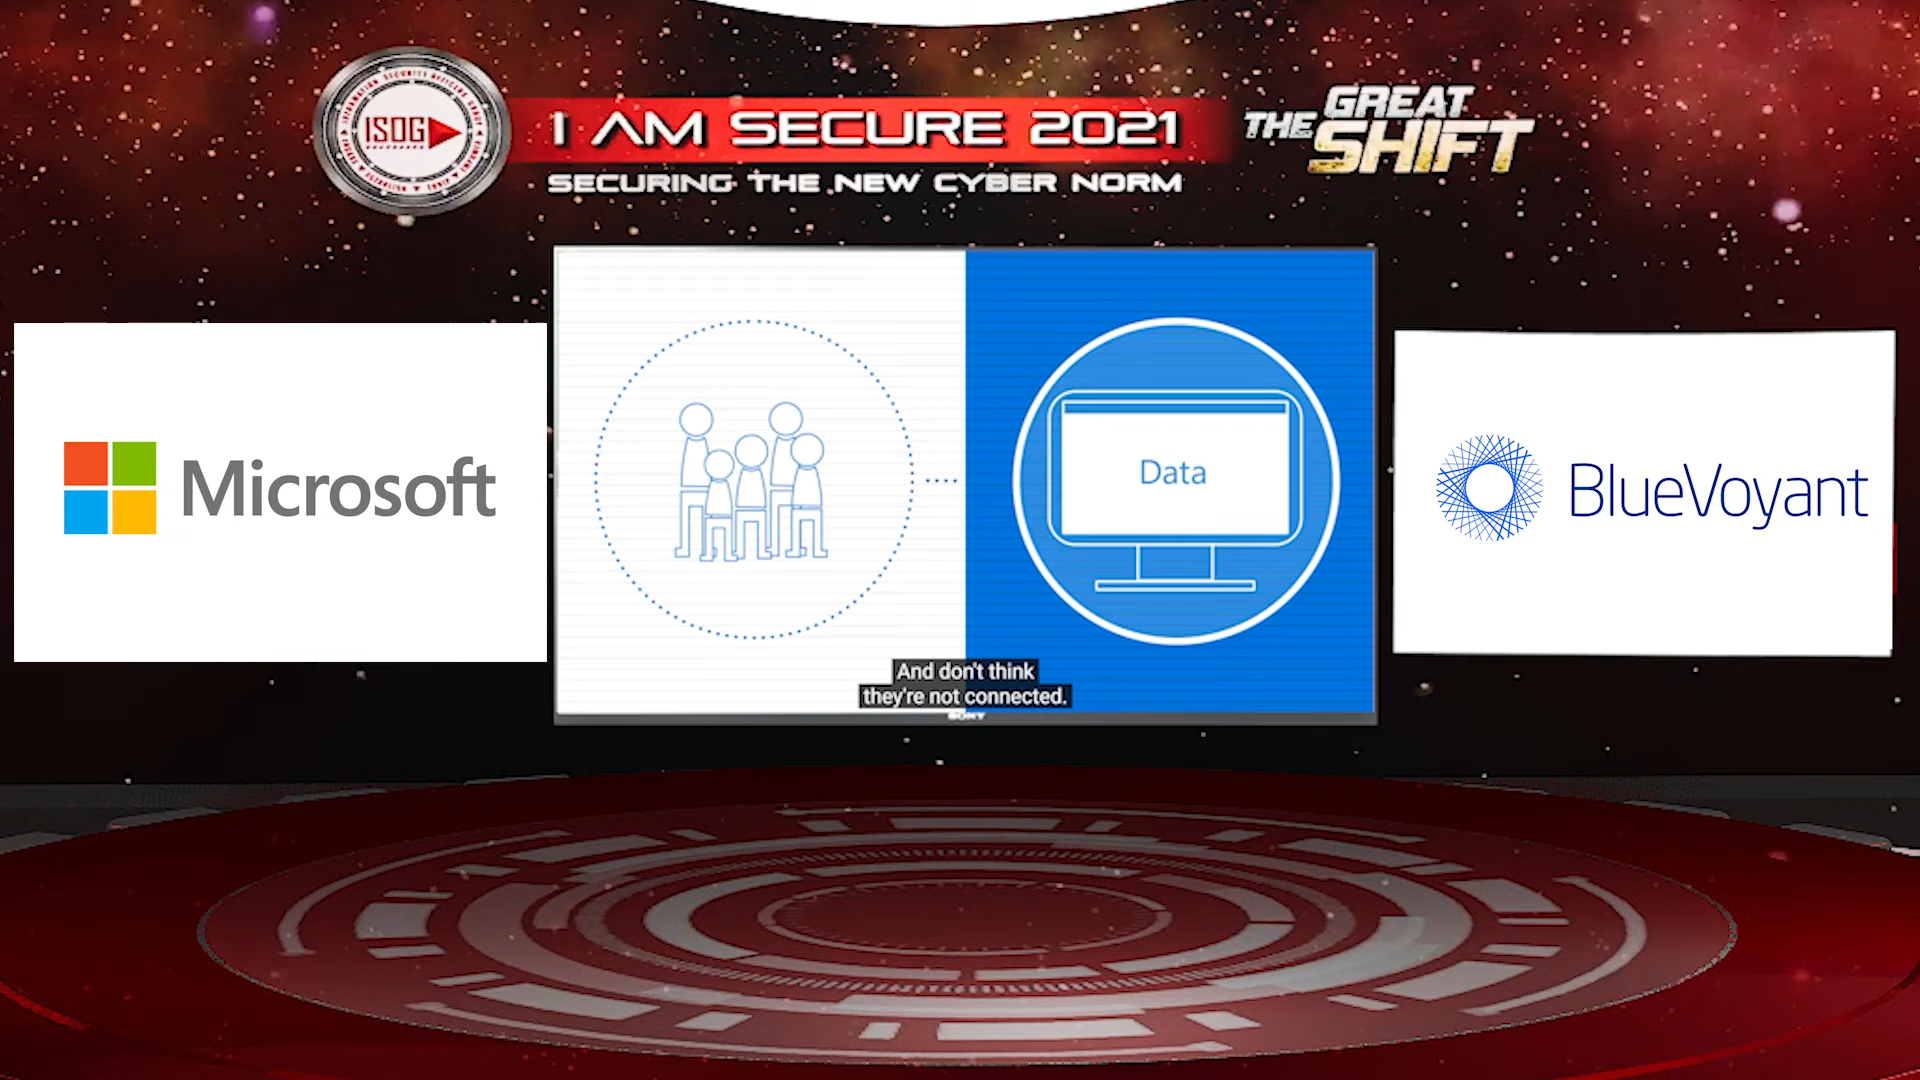 ISOG
I AM SECURE 2021
SECURING THE NEW CYBER NORM
THE GREAT SHIFT
Microsoft
Data
And don't think
they're not connected.
SONY
BlueVoyant